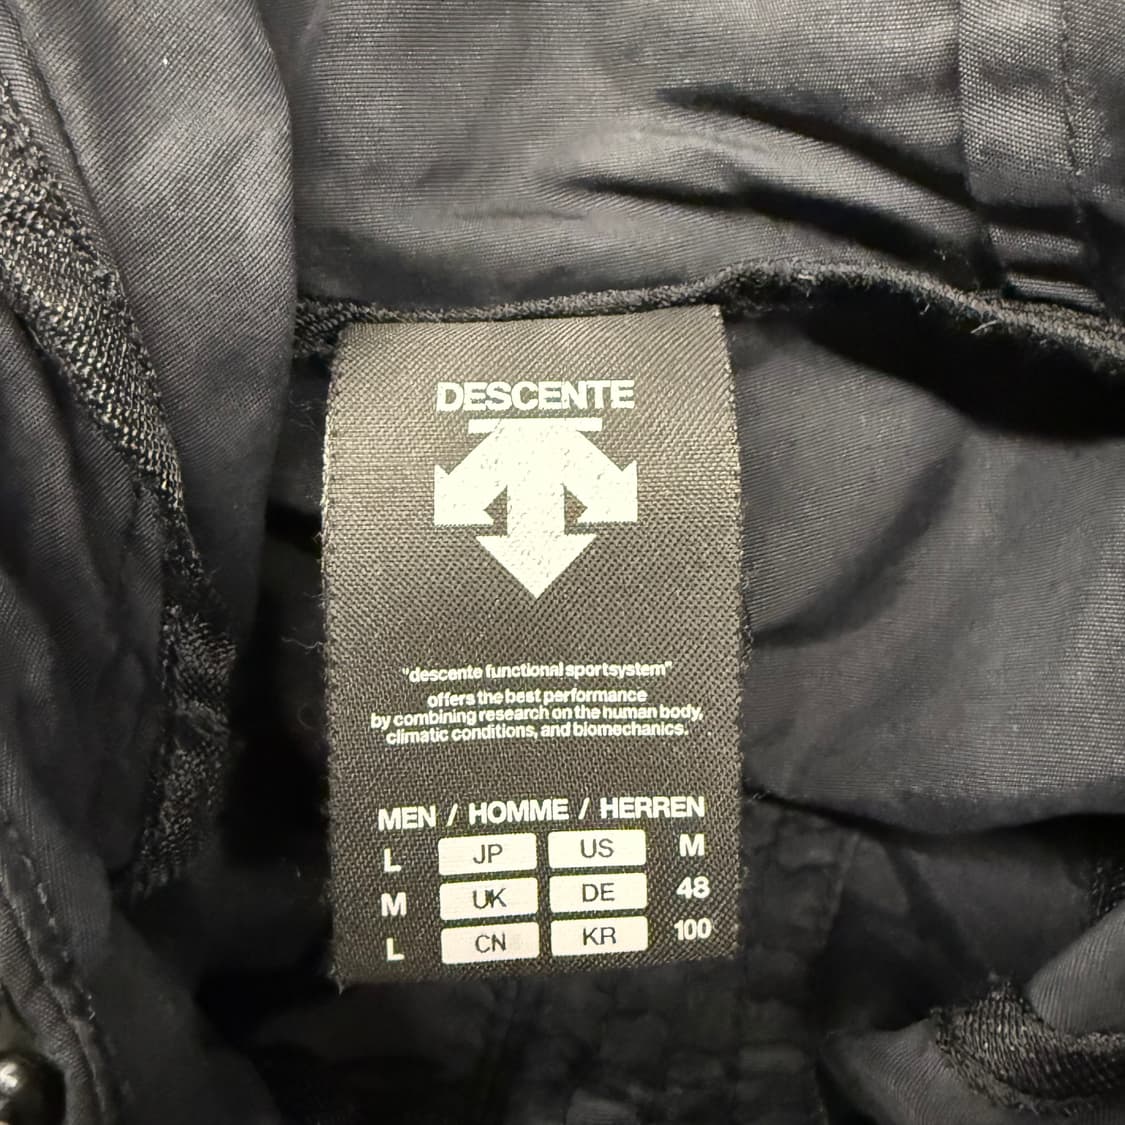 DESCENTE
"descente functional sportsystem"
offers the best performance
by combining research on the human body,
climatic conditions, and biomechanics.
MEN / HOMME / HERREN
L JP US M
M UK DE 48
L CN KR 100